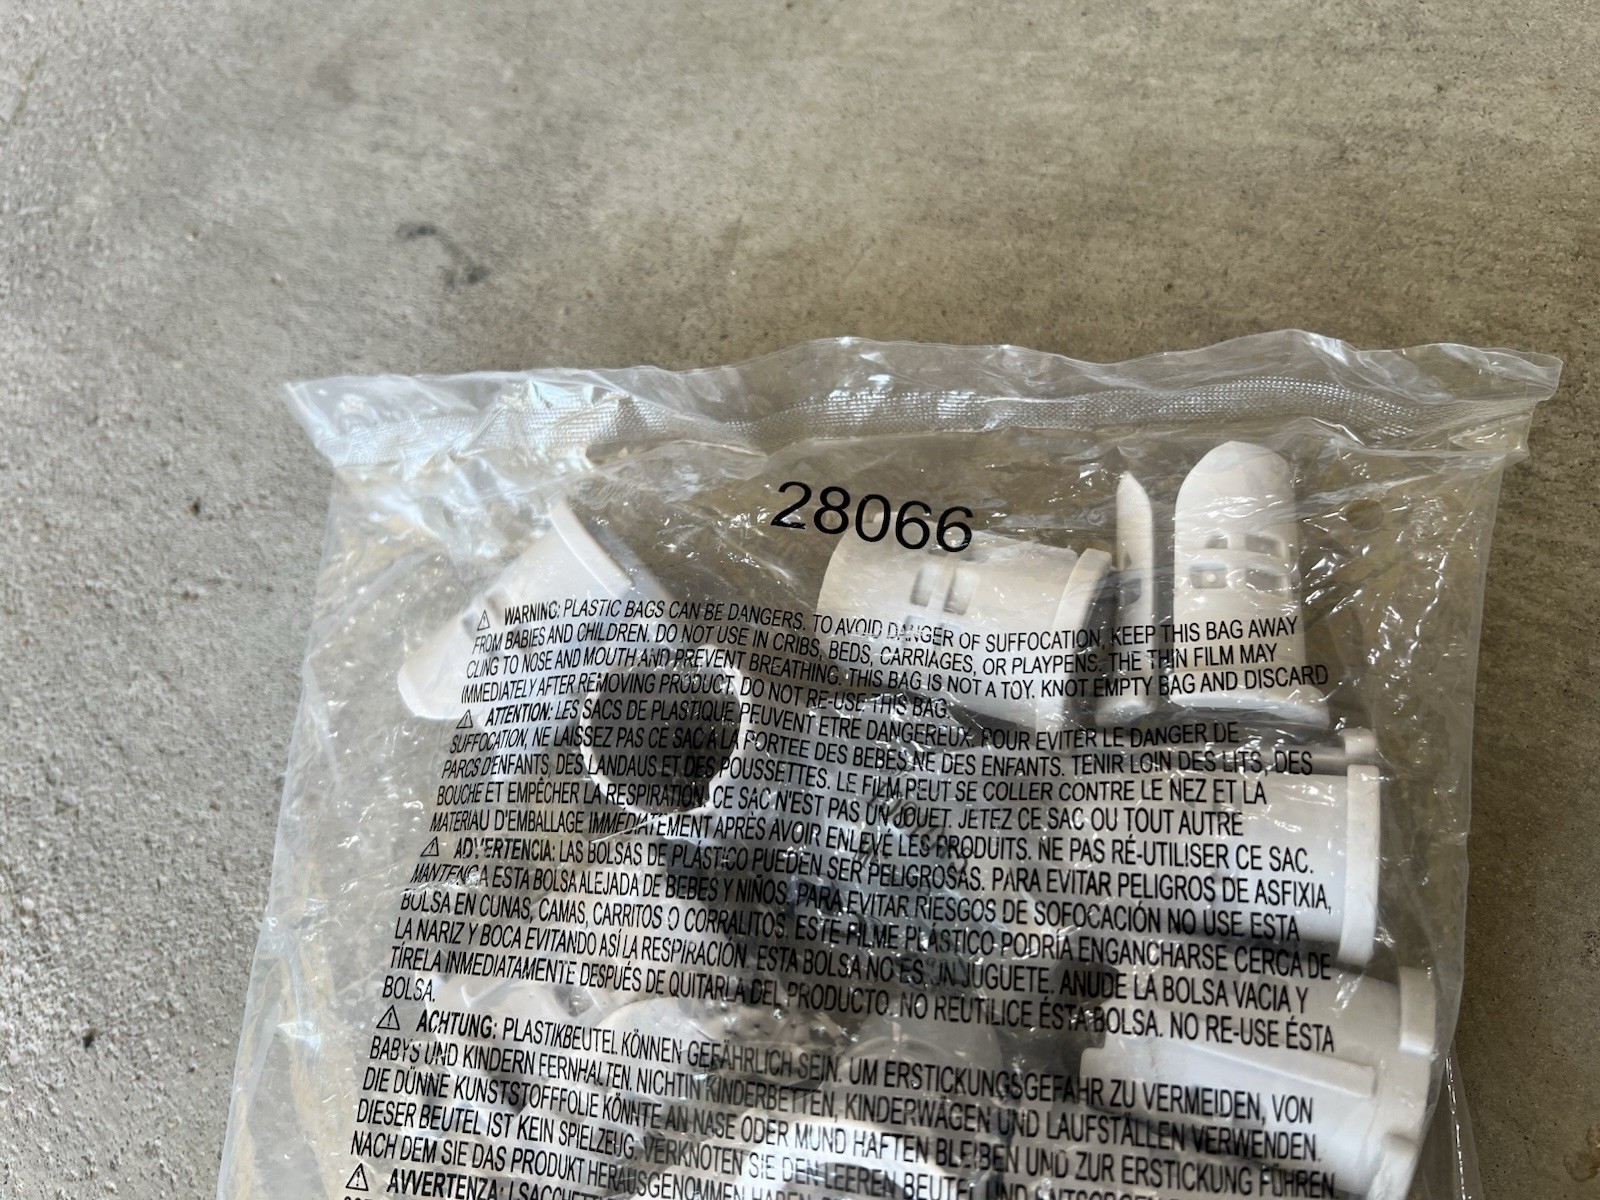 28066
⚠ WARNING: PLASTIC BAGS CAN BE DANGERS. TO AVOID DANGER OF SUFFOCATION, KEEP THIS BAG AWAY
FROM BABIES AND CHILDREN. DO NOT USE IN CRIBS, BEDS, CARRIAGES, OR PLAYPENS. THE THIN FILM MAY
CLING TO NOSE AND MOUTH AND PREVENT BREATHING. THIS BAG IS NOT A TOY. KNOT EMPTY BAG AND DISCARD
IMMEDIATELY AFTER REMOVING PRODUCT. DO NOT RE-USE THIS BAG.
⚠ ATTENTION: LES SACS DE PLASTIQUE PEUVENT ETRE DANGEREUX. POUR EVITER LE DANGER DE
SUFFOCATION, NE LAISSEZ PAS CE SAC A LA PORTEE DES BEBES NE DES ENFANTS. TENIR LOIN DES LITS, DES
PARCS D'ENFANTS, DES LANDAUS ET DES POUSSETTES. LE FILM PEUT SE COLLER CONTRE LE NEZ ET LA
BOUCHE ET EMPÊCHER LA RESPIRATION. CE SAC N'EST PAS UN JOUET. JETEZ CE SAC OU TOUT AUTRE
MATERIAU D'EMBALLAGE IMMEDIATEMENT APRÈS AVOIR ENLEVÉ LES PRODUITS. NE PAS RÉ-UTILISER CE SAC.
⚠ ADVERTENCIA: LAS BOLSAS DE PLASTICO PUEDEN SER PELIGROSAS. PARA EVITAR PELIGROS DE ASFIXIA,
MANTENGA ESTA BOLSA ALEJADA DE BEBES Y NIÑOS. PARA EVITAR RIESGOS DE SOFOCACIÓN NO USE ESTA
BOLSA EN CUNAS, CAMAS, CARRITOS O CORRALITOS. ESTE FILME PLASTICO PODRÍA ENGANCHARSE CERCA DE
LA NARIZ Y BOCA EVITANDO ASÍ LA RESPIRACIÓN. ESTA BOLSA NO ES UN JUGUETE. ANUDE LA BOLSA VACIA Y
TÍRELA INMEDIATAMENTE DESPUÉS DE QUITARLA DEL PRODUCTO. NO REUTILICE ÉSTA BOLSA. NO RE-USE ÉSTA
BOLSA.
⚠ ACHTUNG: PLASTIKBEUTEL KÖNNEN GEFÄHRLICH SEIN. UM ERSTICKUNGSGEFAHR ZU VERMEIDEN, VON
BABYS UND KINDERN FERNHALTEN. NICHT IN KINDERBETTEN, KINDERWAGEN UND LAUFSTÄLLEN VERWENDEN.
DIE DÜNNE KUNSTSTOFFFOLIE KÖNNTE AN NASE ODER MUND HAFTEN BLEIBEN UND ZUR ERSTICKUNG FÜHREN.
DIESER BEUTEL IST KEIN SPIELZEUG. VERKNOTEN SIE DEN LEEREN BEUTEL UND ENTSORGEN
NACH DEM SIE DAS PRODUKT HERAUSGENOMMEN HABEN
⚠ AVVERTENZA: I SACCHETTI